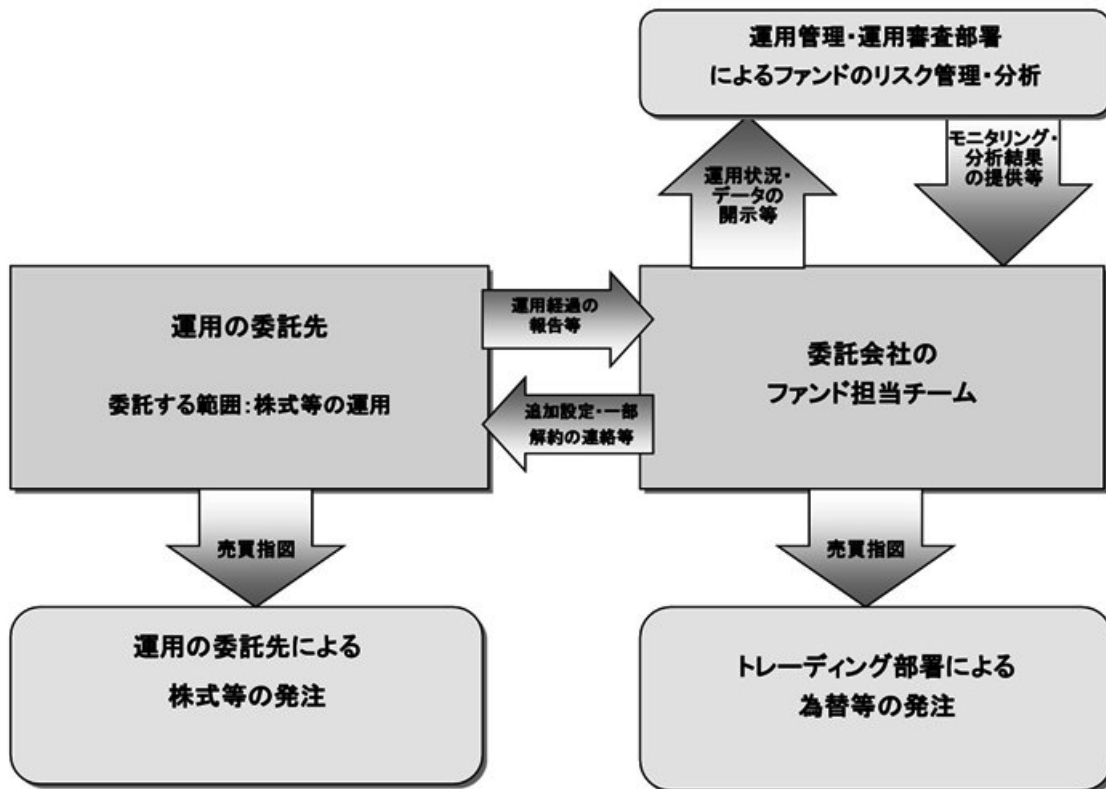 運用管理・運用審査部署
によるファンドのリスク管理・分析
運用状況・
データの
開示等
モニタリング・
分析結果
の提供等
運用の委託先
委託する範囲:株式等の運用
運用経過の
報告等
追加設定・一部
解約の連絡等
委託会社の
ファンド担当チーム
売買指図
売買指図
運用の委託先による
株式等の発注
トレーディング部署による
為替等の発注